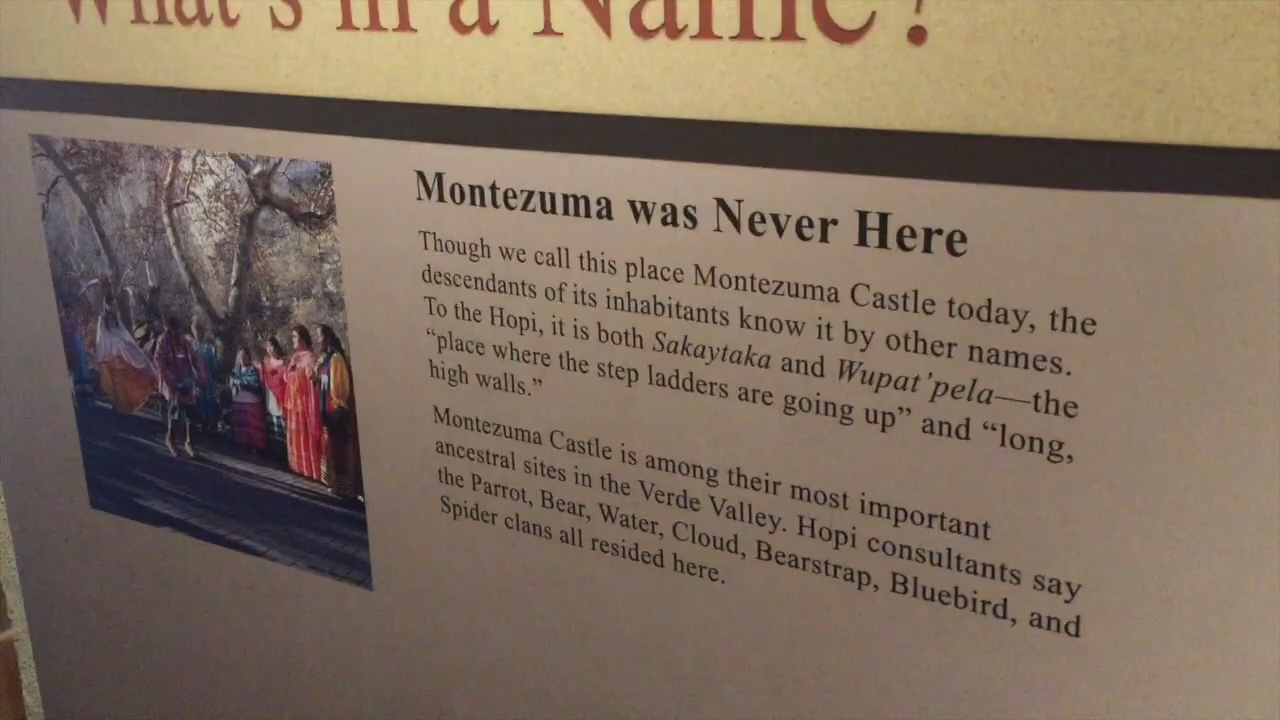 What's in a Name?
Montezuma was Never Here
Though we call this place Montezuma Castle today, the
descendants of its inhabitants know it by other names.
To the Hopi, it is both Sakaytaka and Wupat'pela—the
“place where the step ladders are going up” and “long,
high walls.”
Montezuma Castle is among their most important
ancestral sites in the Verde Valley. Hopi consultants say
the Parrot, Bear, Water, Cloud, Bearstrap, Bluebird, and
Spider clans all resided here.